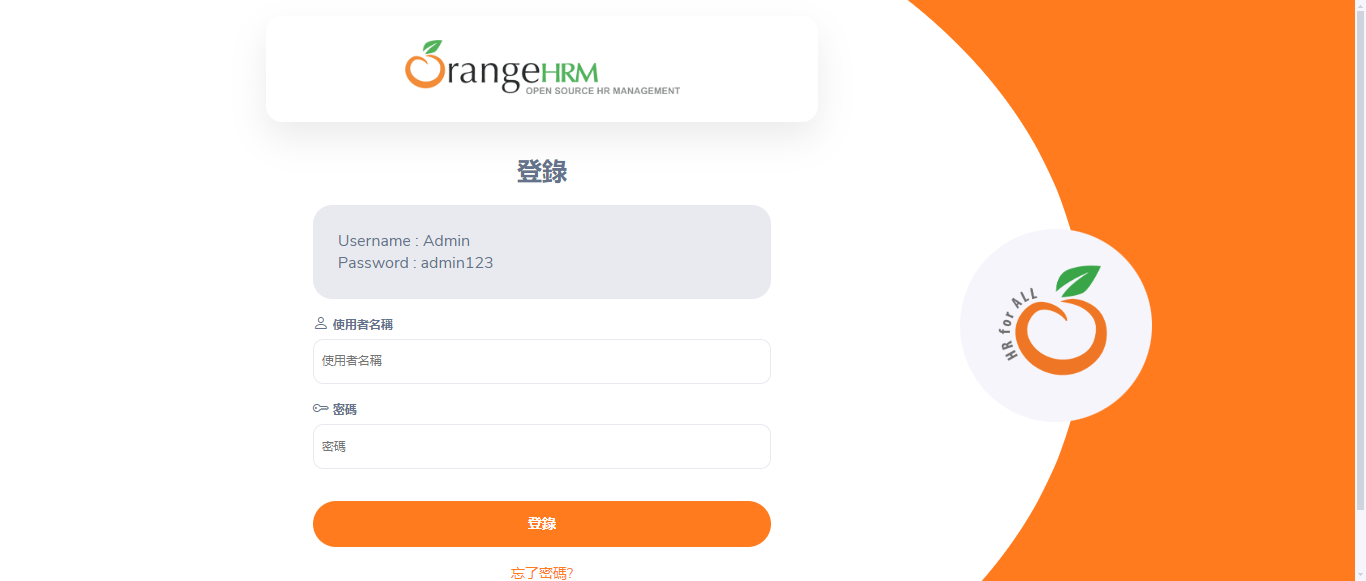 OrangeHRM
OPEN SOURCE HR MANAGEMENT
登錄
Username : Admin
Password : admin123
使用者名稱
使用者名稱
密碼
密碼
登錄
忘了密碼?
HR for ALL